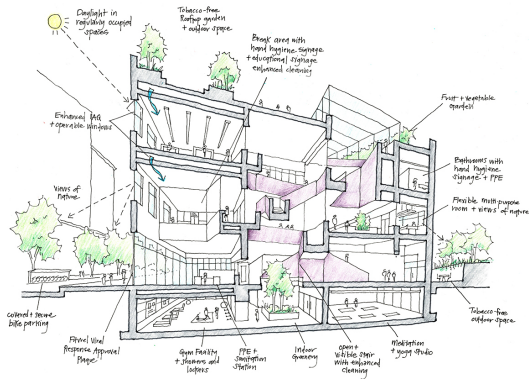 Daylight in
regularly occupied
spaces
Tobacco-free
Rooftop garden
+ outdoor space
Break area with
hand hygiene signage
+ educational signage
enhanced cleaning
Enhanced IAQ
+ operable windows
Fruit + vegetable
garden
Bathrooms with
hand hygiene
signage + PPE
Views of
nature
Flexible multi purpose
room + views of nature
covered + secure
bike parking
Fitwel Viral
Response Approval
Plaque
Gym Facility
+ showers and
lockers
PPE +
Sanitation
Station
Indoor
Greenery
open +
visible stair
with enhanced
cleaning
Meditation
+ yoga studio
Tobacco-free
outdoor space